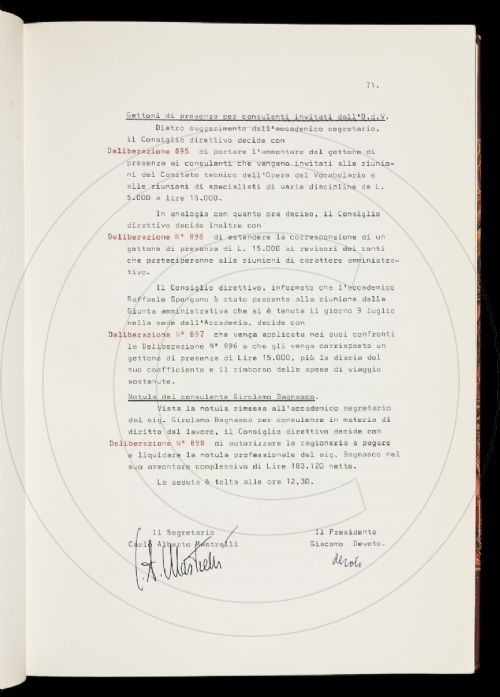 71.
Gettoni di presenza per consulenti invitati dall'O.d.V.
Dietro suggerimento dell'accademico segretario,
il Consiglio direttivo decide con
Deliberazione 895 di portare l'ammontare del gettone di
presenza ai consulenti che vengano invitati alle riunio-
ni del Comitato tecnico dell'Opera del Vocabolario e
alle riunioni di specialisti di varie discipline da L.
5.000 a lire 15.000.
In analogia con quanto ora deciso, il Consiglio
direttivo decide inoltre con
Deliberazione N° 896 di estendere la corresponsione di un
gettone di presenza di L. 15.000 ai revisori dei conti
che parteciperanno alle riunioni di carattere amministra-
tivo.
Il Consiglio direttivo, informato che l'accademico
Raffaele Spongano è stato presente alla riunione della
Giunta amministrativa che si è tenuta il giorno 9 luglio
nella sede dell'Accademia, decide con
Deliberazione N° 897 che venga applicata nei suoi confronti
la Deliberazione N° 896 e che gli venga corrisposto un
gettone di presenza di Lire 15.000, più la diaria del
suo coefficiente e il rimborso delle spese di viaggio
sostenute.
Notula del consulente Girolamo Bagnasco.
Vista la notula rimessa all'accademico segretario
dal sig. Girolamo Bagnasco per consulenze in materia di
diritto del lavoro, il Consiglio direttivo decide con
Deliberazione N° 898 di autorizzare la ragioneria a pagare
e liquidare la notula professionale del sig. Bagnasco nel
suo ammontare complessivo di Lire 183.120 nette.
La seduta è tolta alle ore 12,30.
Il Segretario Il Presidente
Carlo Alberto Mastrelli Giacomo Devoto.
C. A. Mastrelli devoto